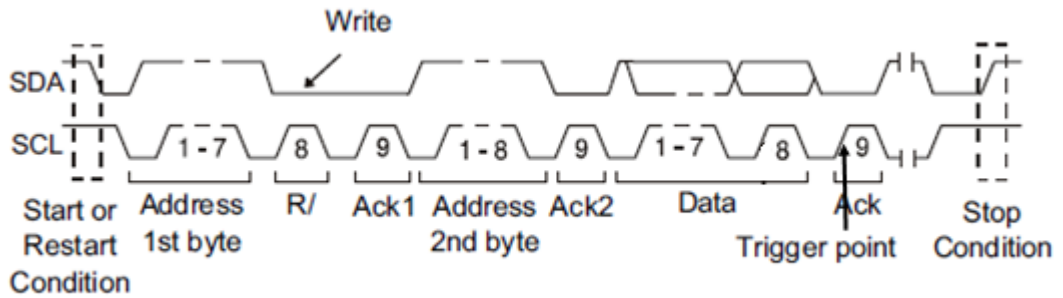 Write
SDA
SCL
1 - 7
8
9
1 - 8
9
1 - 7
8
9
Start or
Restart
Condition
Address
1st byte
R/
Ack1
Address
2nd byte
Ack2
Data
Ack
Trigger point
Stop
Condition